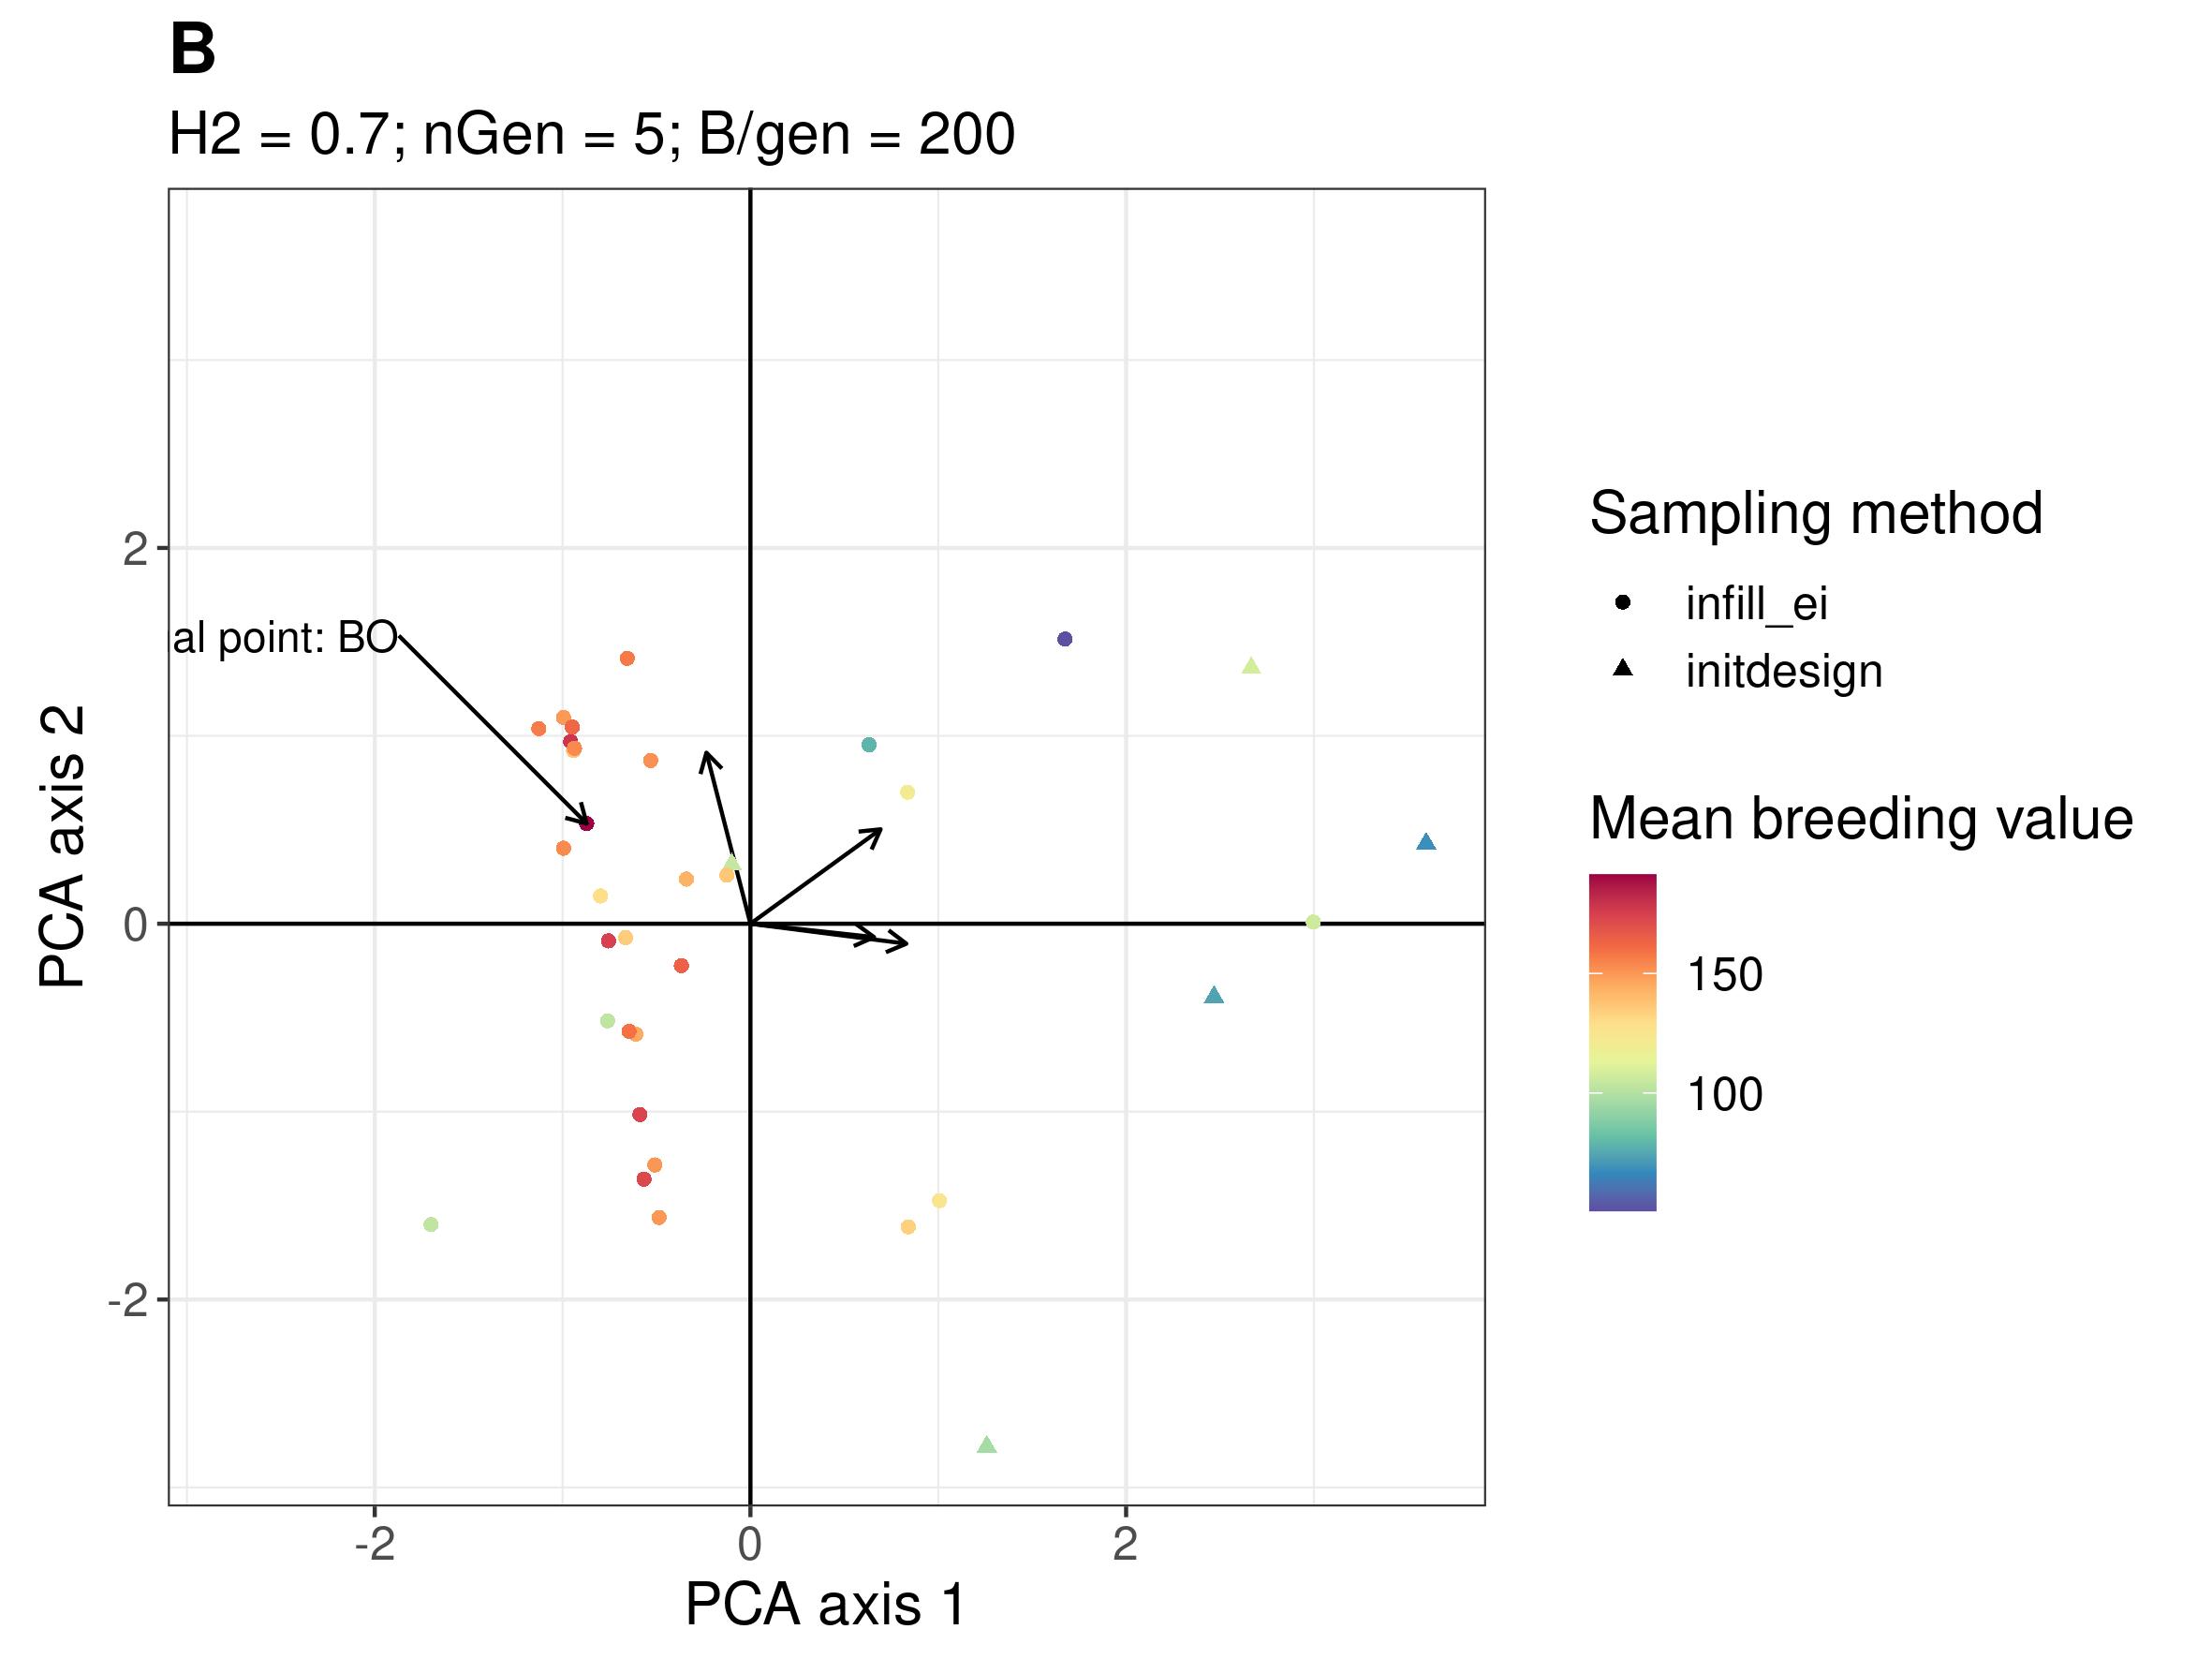 B
H2 = 0.7; nGen = 5; B/gen = 200
PCA axis 2
2
0
-2
al point: BO
-2
0
2
PCA axis 1
Sampling method
infill_ei
initdesign
Mean breeding value
150
100